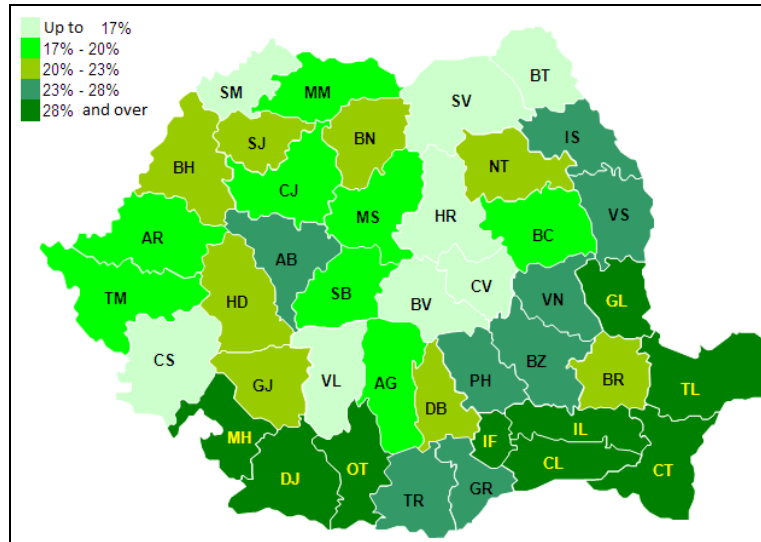 Up to 17%
17% - 20%
20% - 23%
23% - 28%
28% and over
BT
SM
MM
SV
IS
SJ
BN
BH
NT
CJ
MS
HR
VS
AR
BC
AB
TM
SB
CV
HD
BV
VN
GL
CS
BZ
VL
AG
PH
GJ
BR
TL
DB
MH
IF
IL
CL
OT
CT
DJ
GR
TR